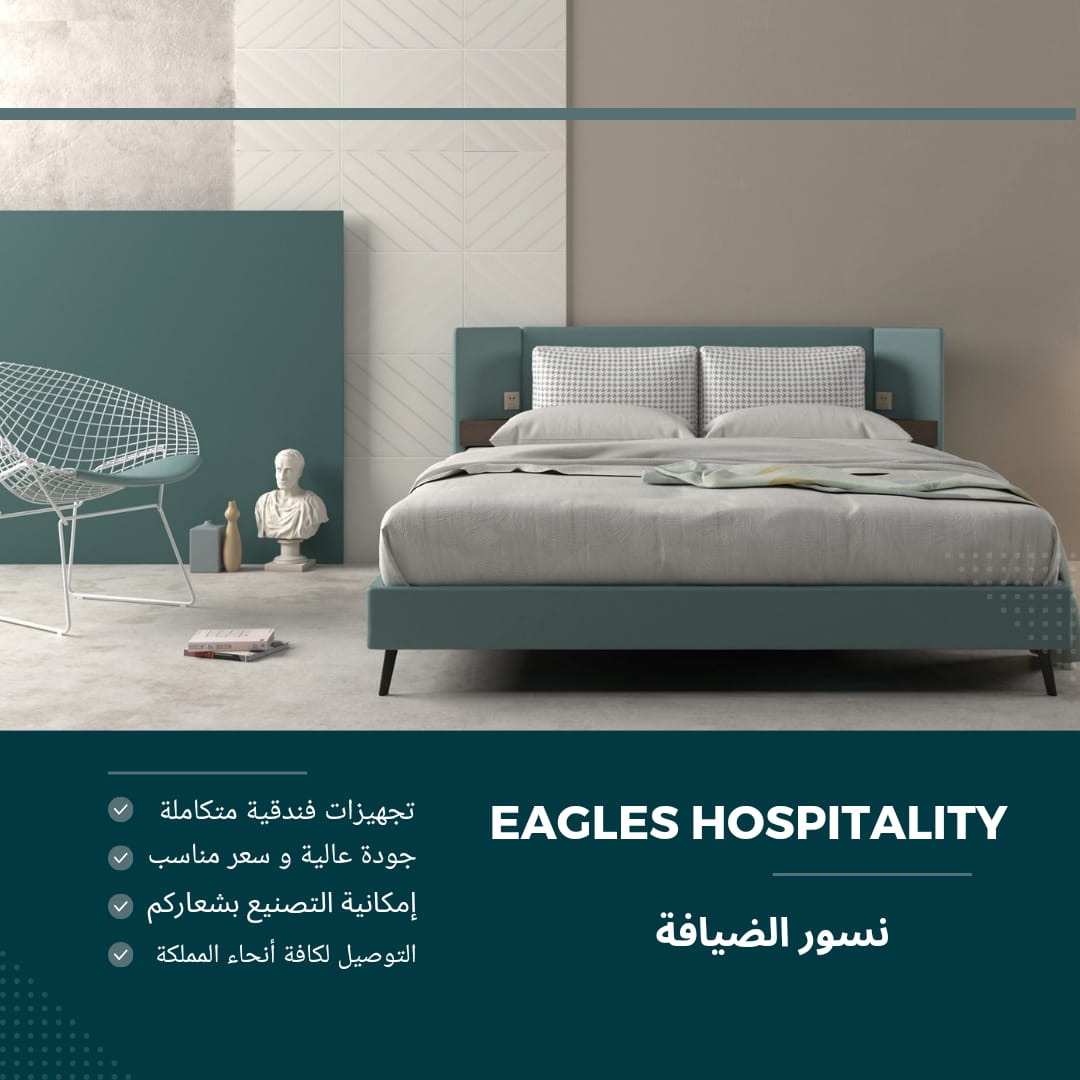 EAGLES HOSPITALITY
نسور الضيافة
تجهيزات فندقية متكاملة
جودة عالية و سعر مناسب
إمكانية التصنيع بشعاركم
التوصيل لكافة أنحاء المملكة